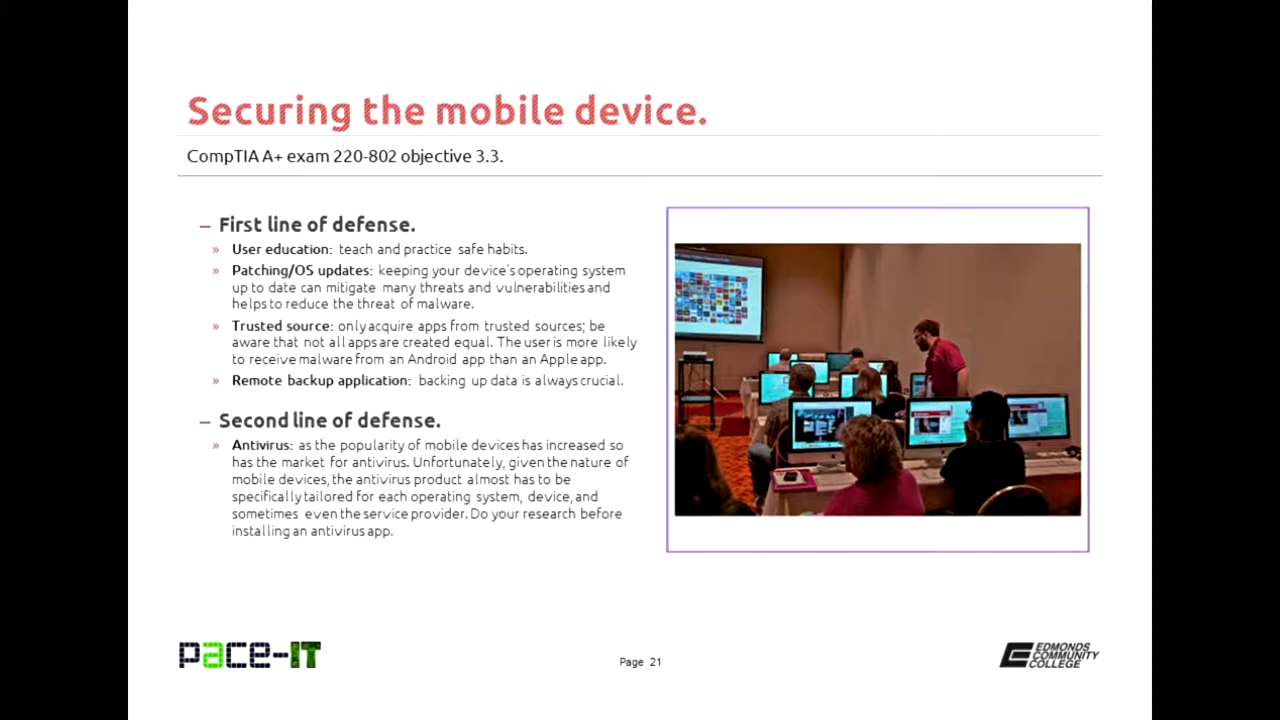 Securing the mobile device.
CompTIA A+ exam 220-802 objective 3.3.
– First line of defense.
» User education: teach and practice safe habits.
» Patching/OS updates: keeping your device's operating system
up to date can mitigate many threats and vulnerabilities and
helps to reduce the threat of malware.
» Trusted source: only acquire apps from trusted sources; be
aware that not all apps are created equal. The user is more likely
to receive malware from an Android app than an Apple app.
» Remote backup application: backing up data is always crucial.
– Second line of defense.
» Antivirus: as the popularity of mobile devices has increased so
has the market for antivirus. Unfortunately, given the nature of
mobile devices, the antivirus product almost has to be
specifically tailored for each operating system, device, and
sometimes even the service provider. Do your research before
installing an antivirus app.
pace-IT
Page 21
EDMONDS
COMMUNITY
COLLEGE